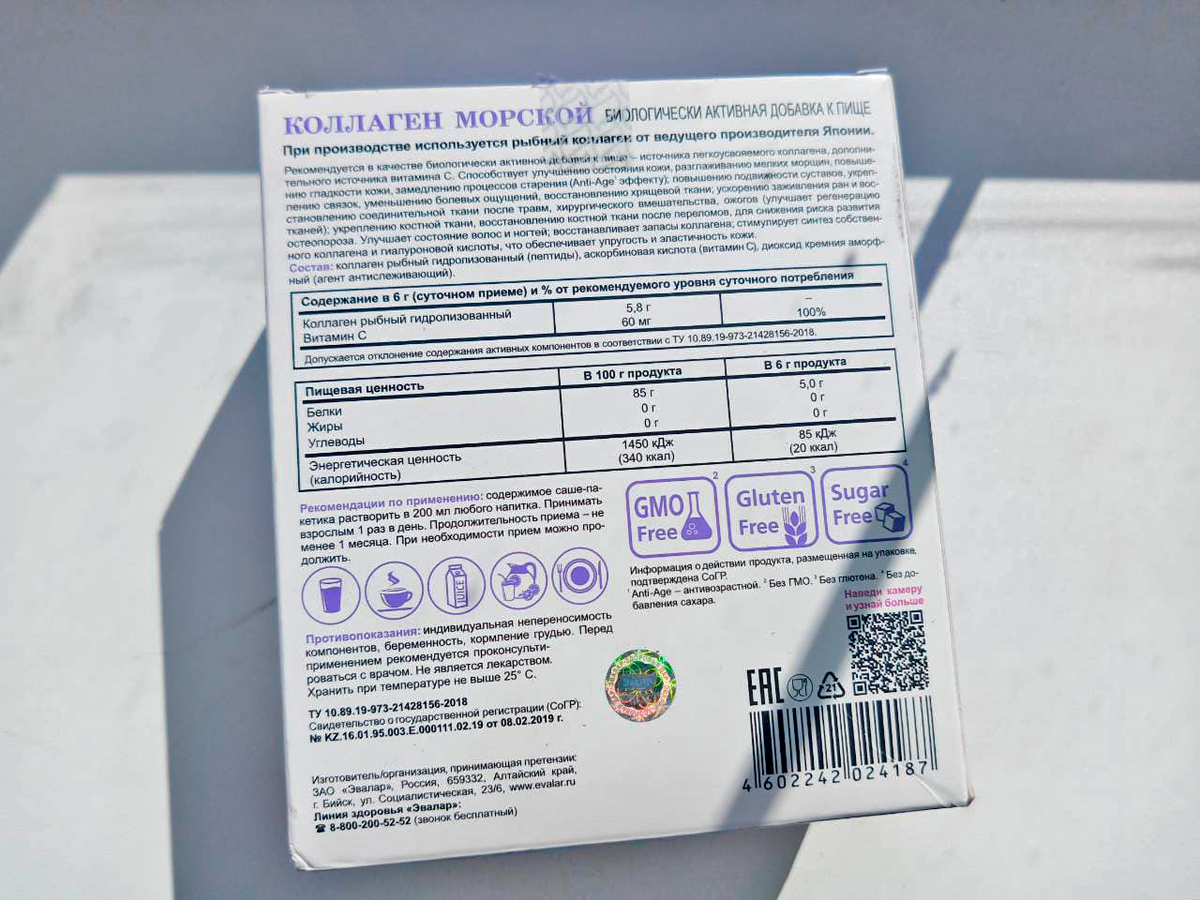 КОЛЛАГЕН МОРСКОЙ БИОЛОГИЧЕСКИ АКТИВНАЯ ДОБАВКА К ПИЩЕ
При производстве используется рыбный коллаген от ведущего производителя Японии.
Рекомендуется в качестве биологически активной добавки к пище – источника легкоусвояемого коллагена, дополни-
тельного источника витамина С. Способствует улучшению состояния кожи, разглаживанию мелких морщин, повыше-
нию гладкости кожи, замедлению процессов старения (Anti-Age¹ эффекту); повышению подвижности суставов, укреп-
лению связок, уменьшению болевых ощущений, восстановлению хрящевой ткани; ускорению заживления ран и вос-
становлению соединительной ткани после травм, хирургического вмешательства, ожогов (улучшает регенерацию
тканей); укреплению костной ткани, восстановлению костной ткани после переломов, для снижения риска развития
остеопороза. Улучшает состояние волос и ногтей; восстанавливает запасы коллагена; стимулирует синтез собствен-
ного коллагена и гиалуроновой кислоты, что обеспечивает упругость и эластичность кожи.
Состав: коллаген рыбный гидролизованный (пептиды), аскорбиновая кислота (витамин С), диоксид кремния аморф-
ный (агент антислеживающий).
Содержание в 6 г (суточном приеме) и % от рекомендуемого уровня суточного потребления
Коллаген рыбный гидролизованный 5,8 г –
Витамин С 60 мг 100%
Допускается отклонение содержания активных компонентов в соответствии с ТУ 10.89.19-973-21428156-2018.
Пищевая ценность В 100 г продукта В 6 г продукта
Белки 85 г 5,0 г
Жиры 0 г 0 г
Углеводы 0 г 0 г
Энергетическая ценность 1450 кДж 85 кДж
(калорийность) (340 ккал) (20 ккал)
Рекомендации по применению: содержимое саше-па-
кетика растворить в 200 мл любого напитка. Принимать
взрослым 1 раз в день. Продолжительность приема – не
менее 1 месяца. При необходимости прием можно про-
должить.
JUICE
GMO Free ²
Gluten Free ³
Sugar Free ⁴
Информация о действии продукта, размещенная на упаковке,
подтверждена СоГР.
¹ Anti-Age – антивозрастной. ² Без ГМО. ³ Без глютена. ⁴ Без до-
бавления сахара.
Наведи камеру
и узнай больше
Противопоказания: индивидуальная непереносимость
компонентов, беременность, кормление грудью. Перед
применением рекомендуется проконсульти-
роваться с врачом. Не является лекарством.
Хранить при температуре не выше 25° С.
ТУ 10.89.19-973-21428156-2018
Свидетельство о государственной регистрации (СоГР):
№ KZ.16.01.95.003.E.000111.02.19 от 08.02.2019 г.
Эвалар
EAC
21
4 602242 024187
Изготовитель/организация, принимающая претензии:
ЗАО «Эвалар», Россия, 659332, Алтайский край,
г. Бийск, ул. Социалистическая, 23/6, www.evalar.ru
Линия здоровья «Эвалар»:
☎ 8-800-200-52-52 (звонок бесплатный)